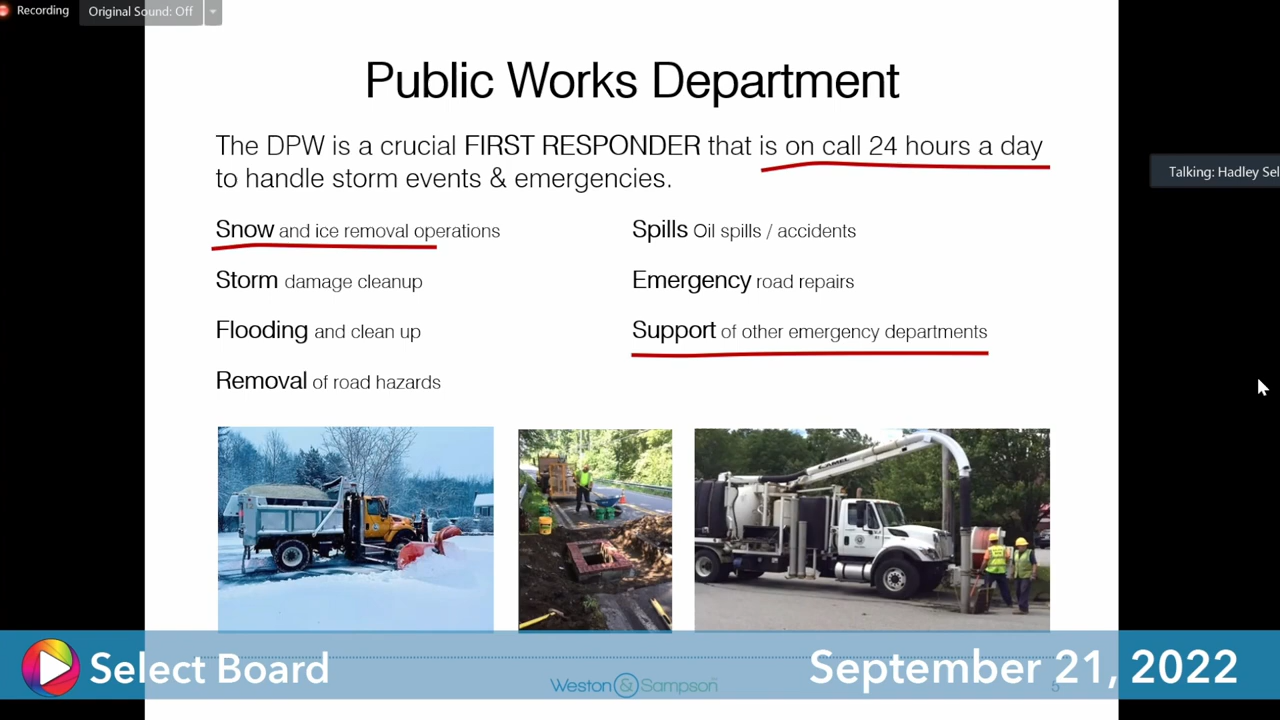 Recording
Original Sound: Off
Public Works Department
The DPW is a crucial FIRST RESPONDER that is on call 24 hours a day
to handle storm events & emergencies.
Talking: Hadley Sel
Snow and ice removal operations
Storm damage cleanup
Flooding and clean up
Removal of road hazards
Spills Oil spills / accidents
Emergency road repairs
Support of other emergency departments
CAMEL
Select Board
Weston & Sampson
5
September 21, 2022